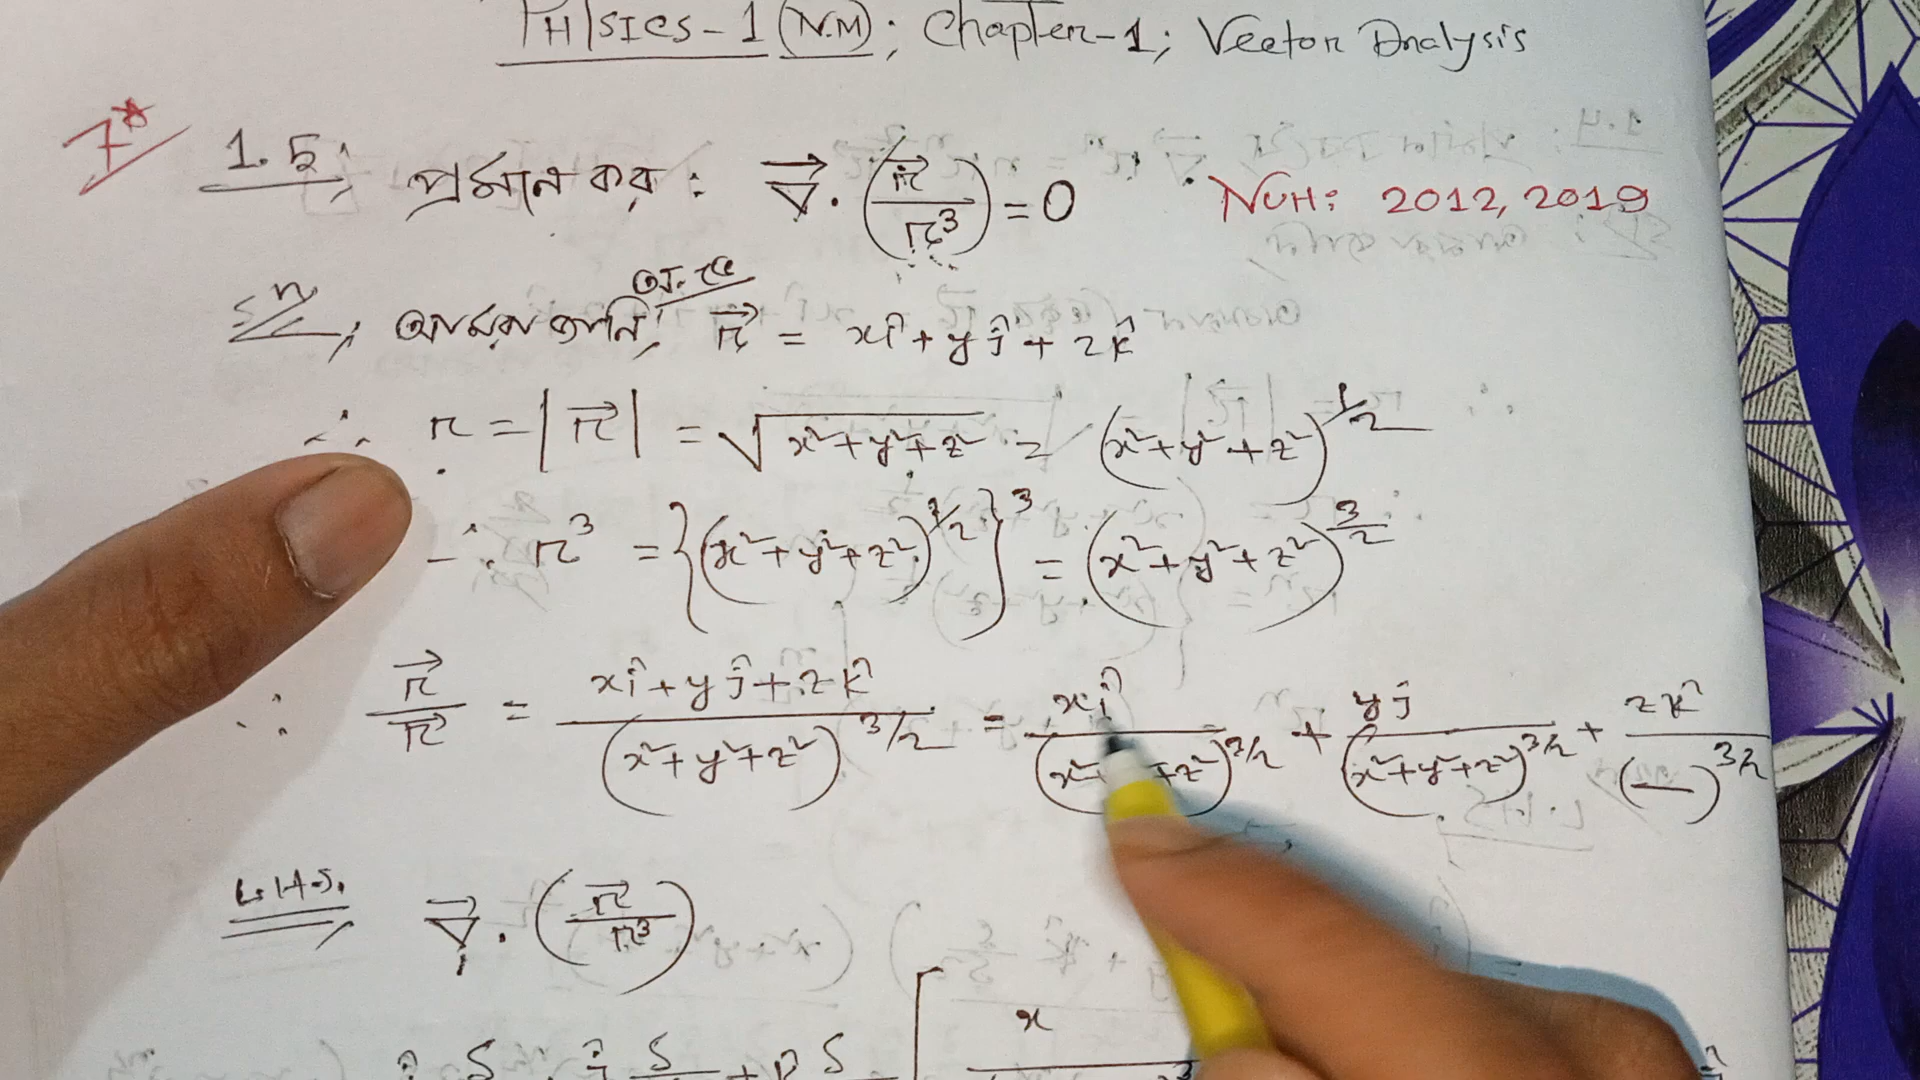 PHYSICS-1 (N.M); Chapter-1; Vector Analysis
7*
1.5; প্রমান কর: ∇⃗·(r⃗/r³) = 0 NUH: 2012, 2019
Sn/, আমরা জানি, r⃗ = xî + yĵ + zk̂
∴ r = |r⃗| = √(x²+y²+z²) = (x²+y²+z²)^1/2
∴ r³ = {(x²+y²+z²)^1/2}³ = (x²+y²+z²)^3/2
∴ r⃗/r⃗ = (xî+yĵ+zk̂)/(x²+y²+z²)^3/2 = xî/(x² +z²)^3/2 + yĵ/(x²+y²+z²)^3/2 + zk̂/(—)^3/2
L.H.S, ∇⃗·(r⃗/r³)
x